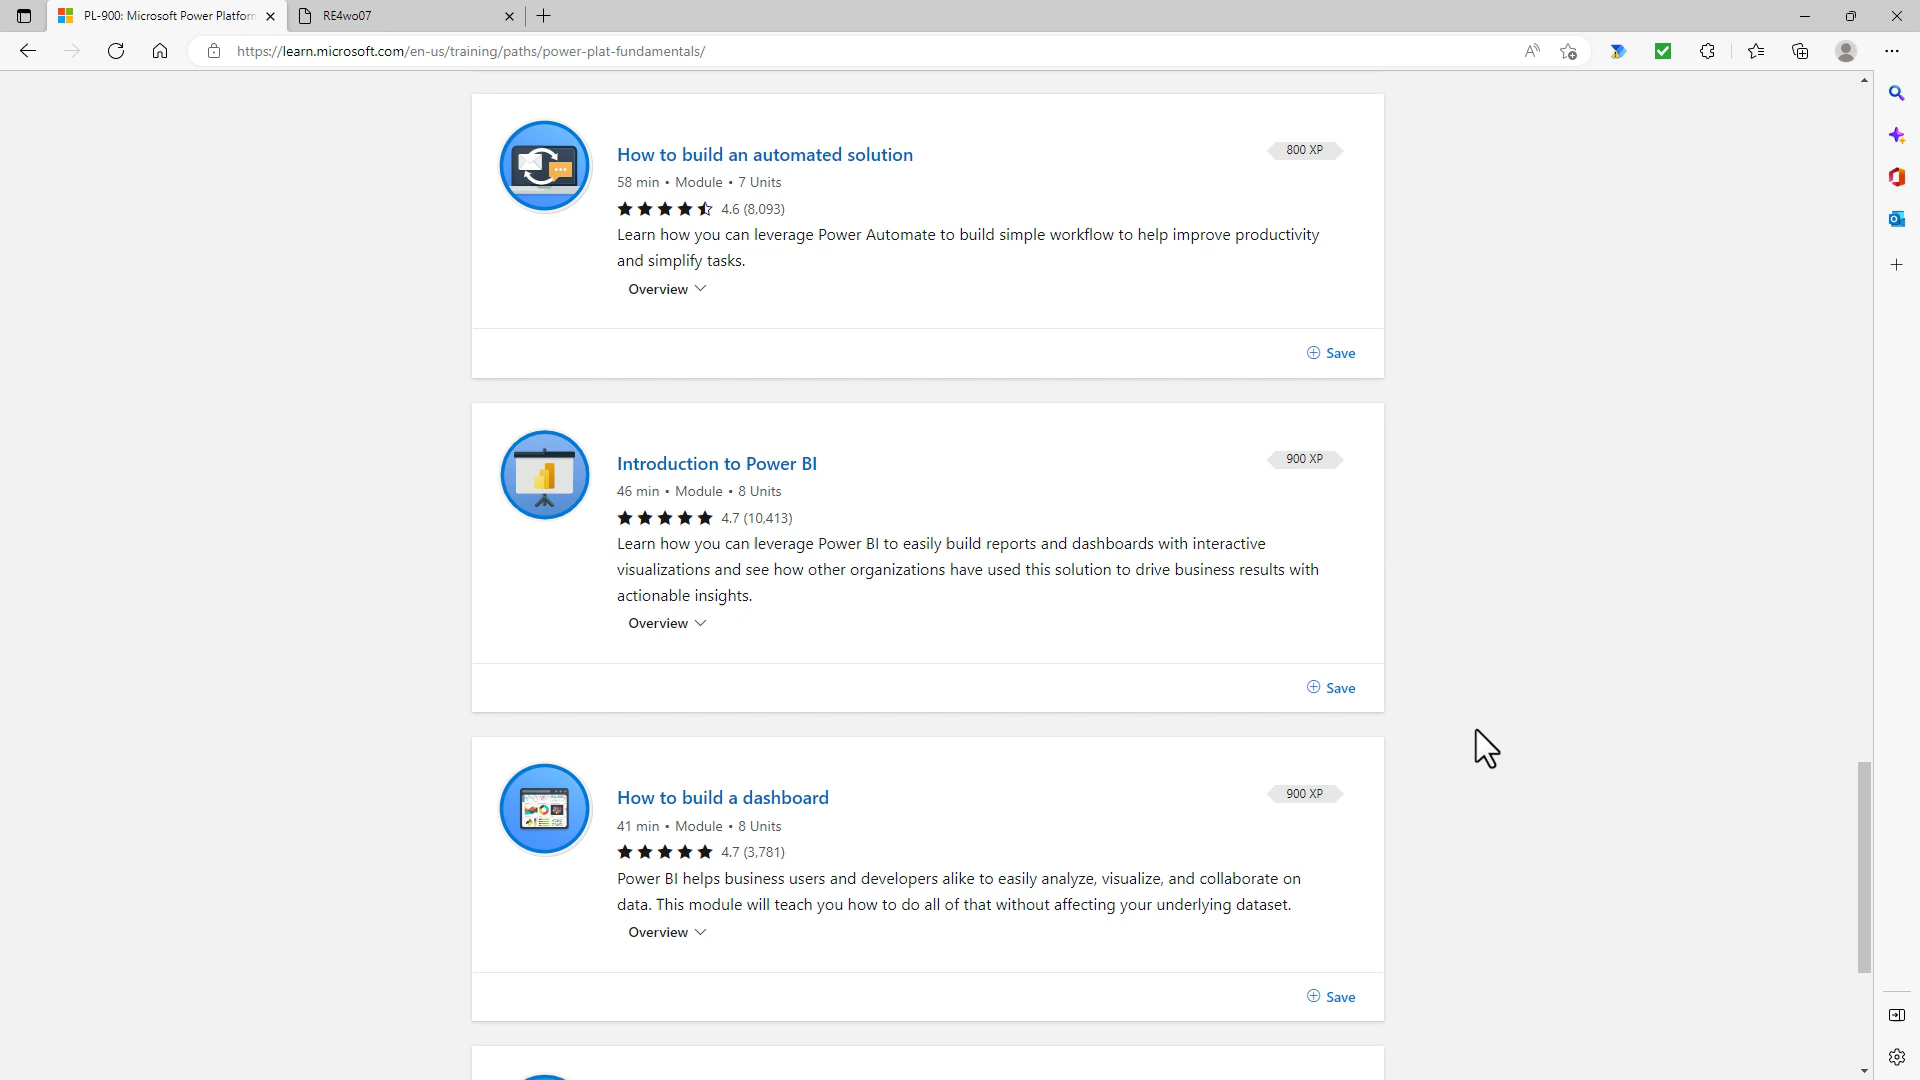 PL-900: Microsoft Power Platform
RE4wo07
https://learn.microsoft.com/en-us/training/paths/power-plat-fundamentals/
How to build an automated solution
800 XP
58 min • Module • 7 Units
4.6 (8,093)
Learn how you can leverage Power Automate to build simple workflow to help improve productivity
and simplify tasks.
Overview
Save
Introduction to Power BI
900 XP
46 min • Module • 8 Units
4.7 (10,413)
Learn how you can leverage Power BI to easily build reports and dashboards with interactive
visualizations and see how other organizations have used this solution to drive business results with
actionable insights.
Overview
Save
How to build a dashboard
900 XP
41 min • Module • 8 Units
4.7 (3,781)
Power BI helps business users and developers alike to easily analyze, visualize, and collaborate on
data. This module will teach you how to do all of that without affecting your underlying dataset.
Overview
Save